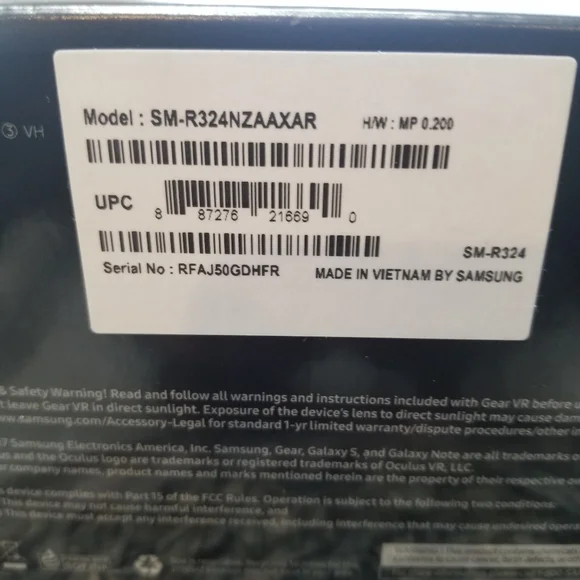 ③ VH
Model : SM-R324NZAAXAR H/W : MP 0.200
UPC
8 87276 21669 0
SM-R324
Serial No : RFAJ50GDHFR MADE IN VIETNAM BY SAMSUNG
& Safety Warning! Read and follow all warnings and instructions included with Gear VR before
t leave Gear VR in direct sunlight. Exposure of the device's lens to direct sunlight may cause
samsung.com/Accessory-Legal for standard 1-yr limited warranty/dispute procedures/other
7 Samsung Electronics America, Inc. Samsung, Gear, Galaxy S, and Galaxy Note are all trademarks
and the Oculus logo are trademarks or registered trademarks of Oculus VR, LLC.
company names, product names and marks mentioned herein are the property of their respective
device complies with Part 15 of the FCC Rules. Operation is subject to the following two conditions:
This device may not cause harmful interference, and
This device must accept any interference received, including interference that may cause undesired